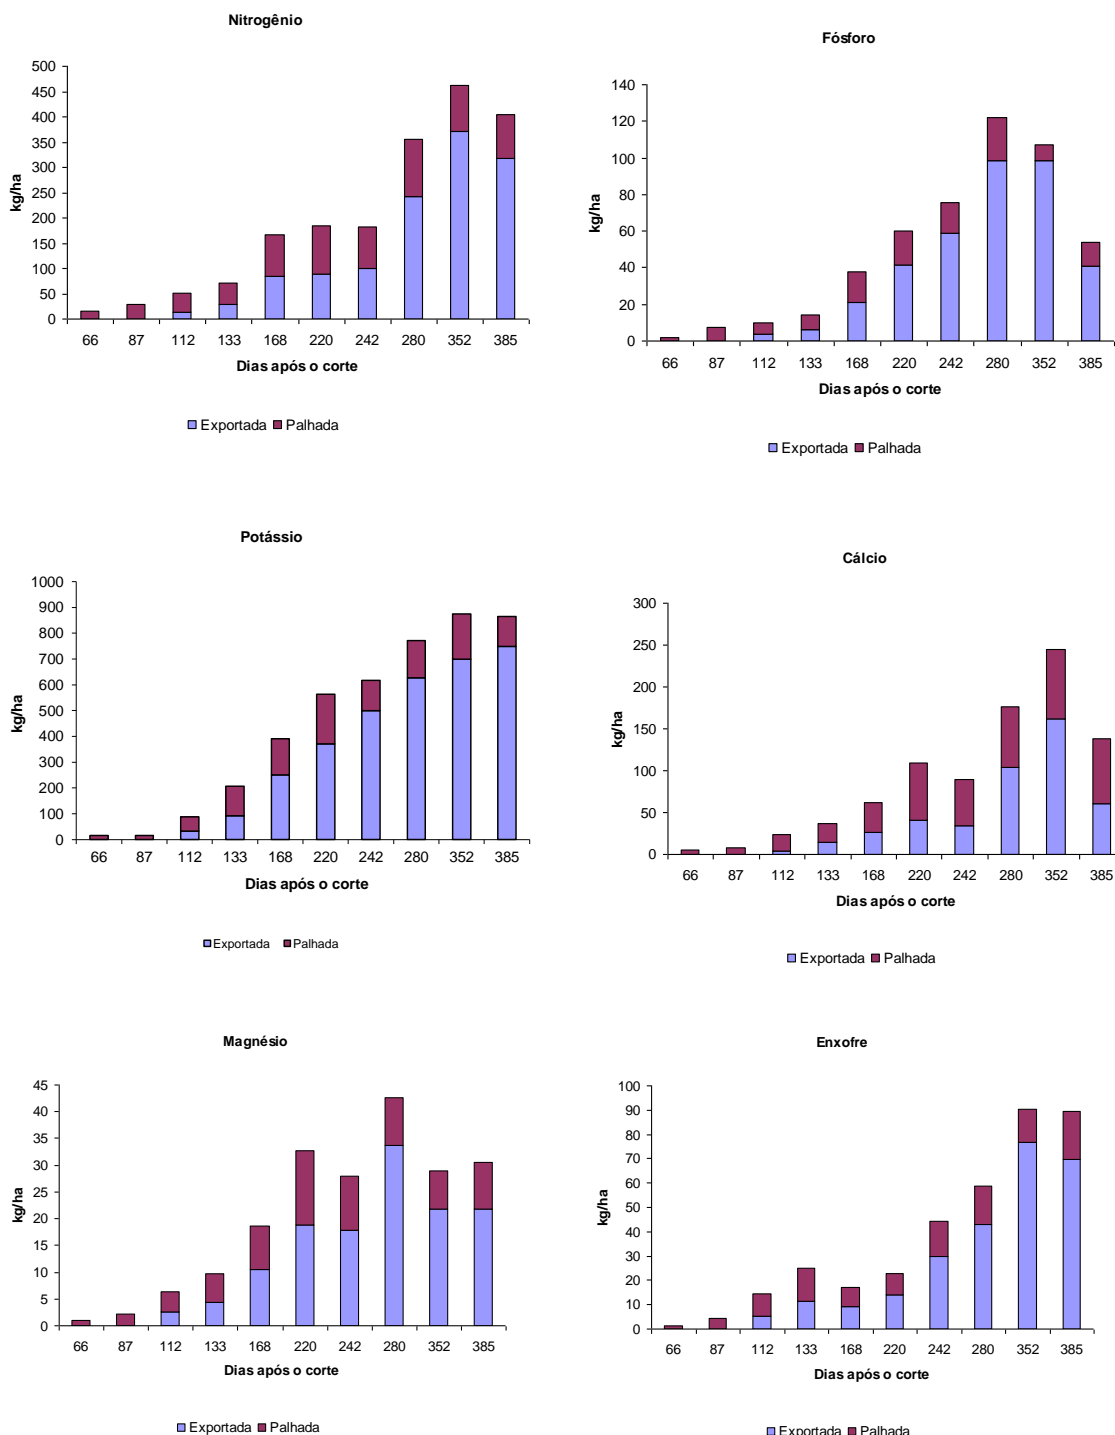 Nitrogênio
500
450
400
350
300
250
200
150
100
50
0
kg/ha
66 87 112 133 168 220 242 280 352 385
Dias após o corte
Exportada Palhada
Fósforo
140
120
100
80
60
40
20
0
kg/ha
66 87 112 133 168 220 242 280 352 385
Dias após o corte
Exportada Palhada
Potássio
1000
900
800
700
600
500
400
300
200
100
0
kg/ha
66 87 112 133 168 220 242 280 352 385
Dias após o corte
Exportada Palhada
Cálcio
300
250
200
150
100
50
0
kg/ha
66 87 112 133 168 220 242 280 352 385
Dias após o corte
Exportada Palhada
Magnésio
45
40
35
30
25
20
15
10
5
0
kg/ha
66 87 112 133 168 220 242 280 352 385
Dias após o corte
Exportada Palhada
Enxofre
100
90
80
70
60
50
40
30
20
10
0
kg/ha
66 87 112 133 168 220 242 280 352 385
Dias após o corte
Exportada Palhada